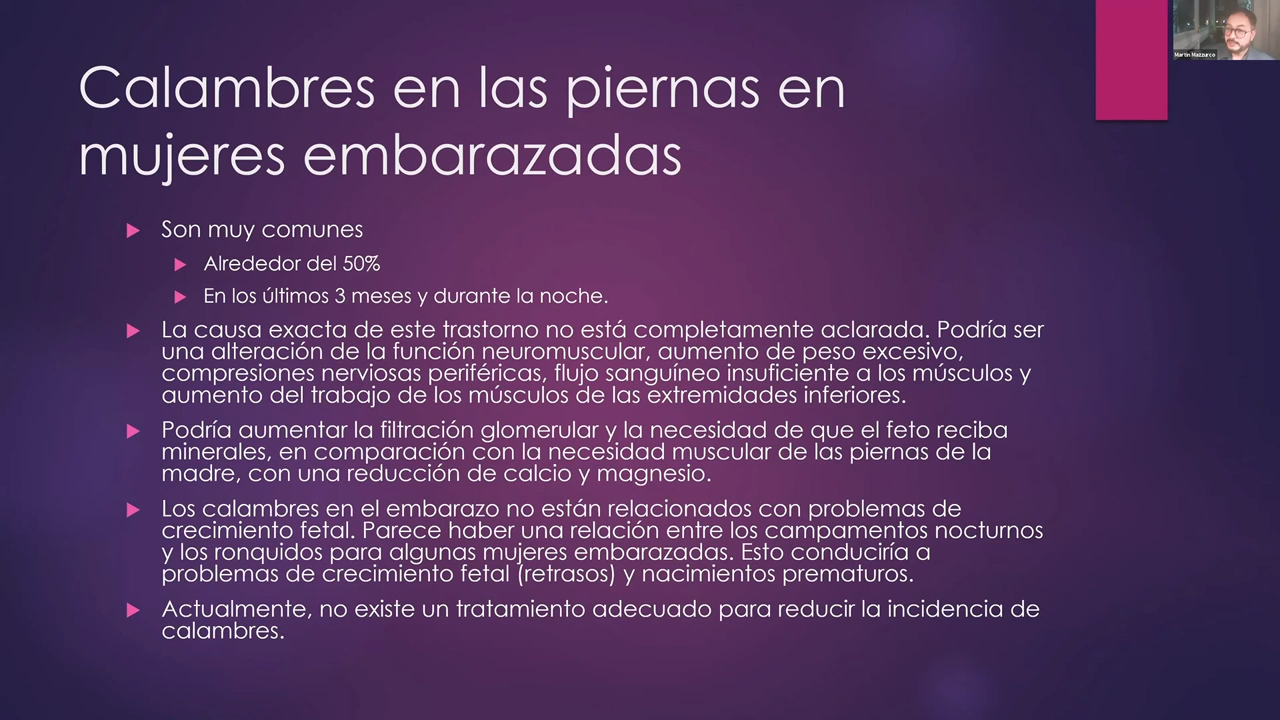 Calambres en las piernas en
mujeres embarazadas
Son muy comunes
Alrededor del 50%
En los últimos 3 meses y durante la noche.
La causa exacta de este trastorno no está completamente aclarada. Podría ser
una alteración de la función neuromuscular, aumento de peso excesivo,
compresiones nerviosas periféricas, flujo sanguíneo insuficiente a los músculos y
aumento del trabajo de los músculos de las extremidades inferiores.
Podría aumentar la filtración glomerular y la necesidad de que el feto reciba
minerales, en comparación con la necesidad muscular de las piernas de la
madre, con una reducción de calcio y magnesio.
Los calambres en el embarazo no están relacionados con problemas de
crecimiento fetal. Parece haber una relación entre los campamentos nocturnos
y los ronquidos para algunas mujeres embarazadas. Esto conduciría a
problemas de crecimiento fetal (retrasos) y nacimientos prematuros.
Actualmente, no existe un tratamiento adecuado para reducir la incidencia de
calambres.
Martin Mazzurco